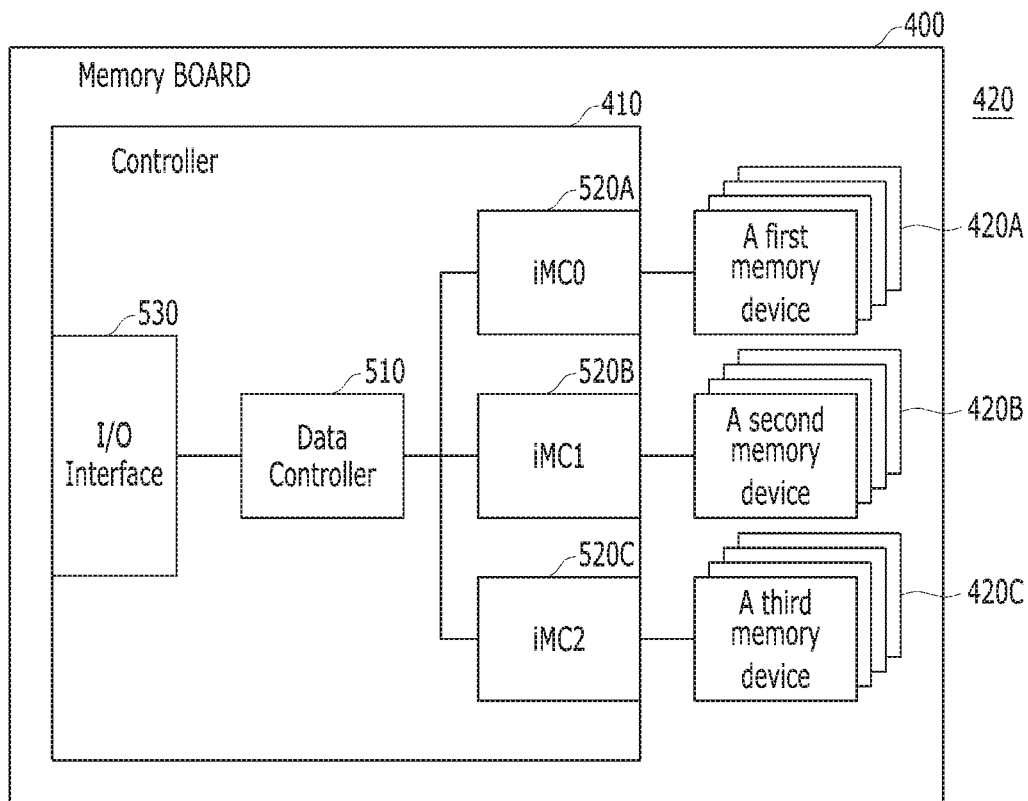 400
Memory BOARD
420
410
Controller
520A
iMC0
A first
memory
device
420A
530
I/O
Interface
510
Data
Controller
520B
iMC1
A second
memory
device
420B
520C
iMC2
A third
memory
device
420C